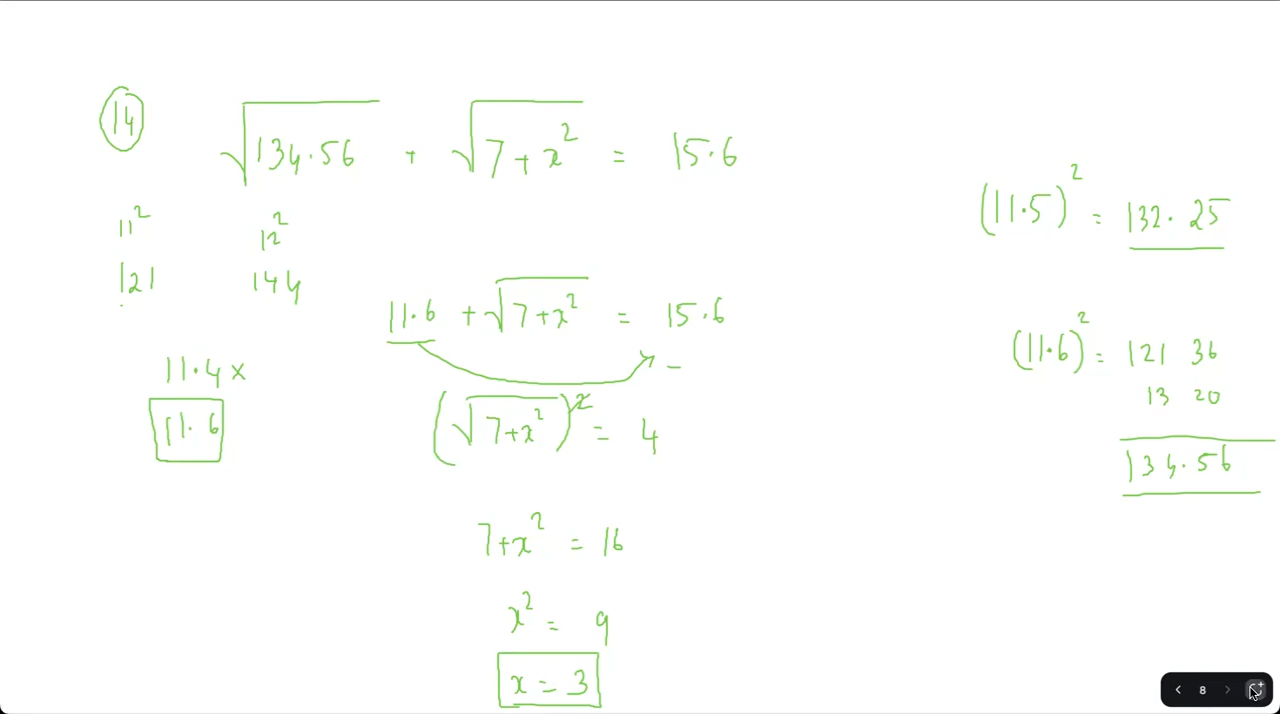 14
√134.56 + √7+x² = 15.6
11² 12²
121 144
11.6 + √7+x² = 15.6
11.4x
11.6
-
(√7+x²)² = 4
7+x² = 16
x² = 9
x = 3
(11.5)² = 132.25
(11.6)² = 121 36
13 20
134.56
8